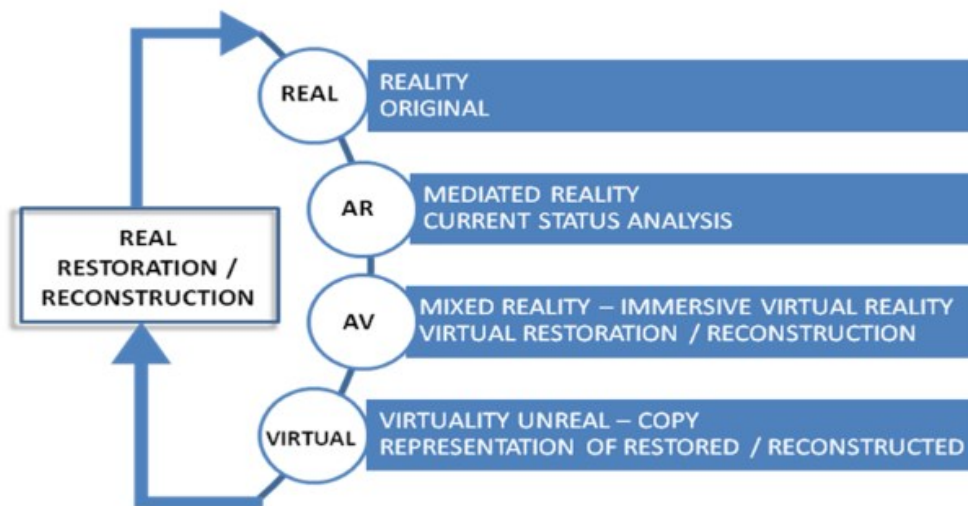 REAL
REALITY
ORIGINAL
AR
MEDIATED REALITY
CURRENT STATUS ANALYSIS
REAL
RESTORATION /
RECONSTRUCTION
AV
MIXED REALITY – IMMERSIVE VIRTUAL REALITY
VIRTUAL RESTORATION / RECONSTRUCTION
VIRTUAL
VIRTUALITY UNREAL – COPY
REPRESENTATION OF RESTORED / RECONSTRUCTED